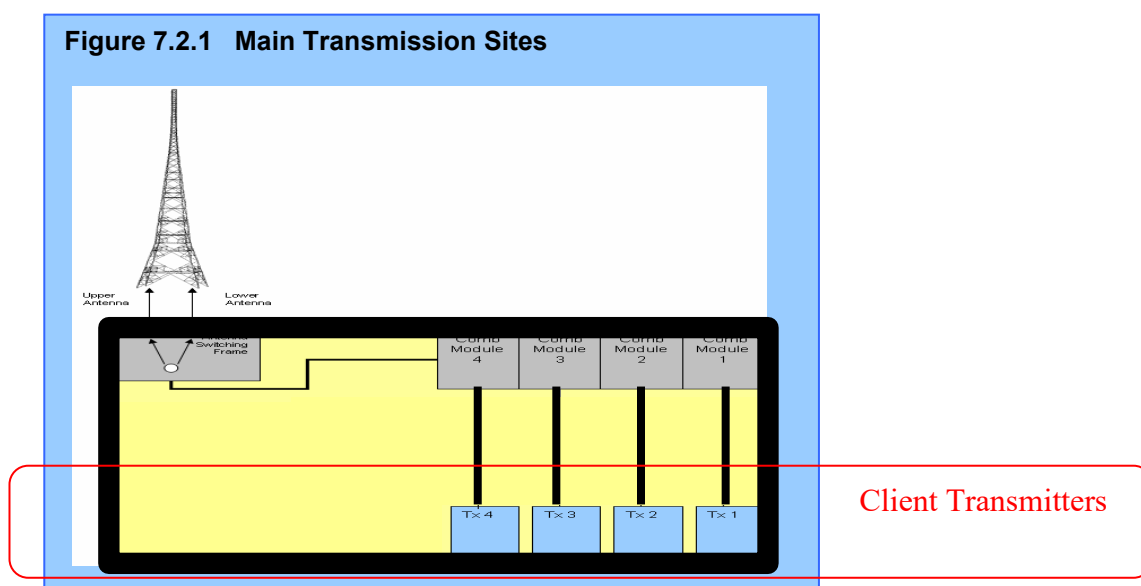 Figure 7.2.1 Main Transmission Sites
Upper
Antenna
Lower
Antenna
Antenna
Switching
Frame
Comb
Module
4
Comb
Module
3
Comb
Module
2
Comb
Module
1
Client Transmitters
Tx 4
Tx 3
Tx 2
Tx 1